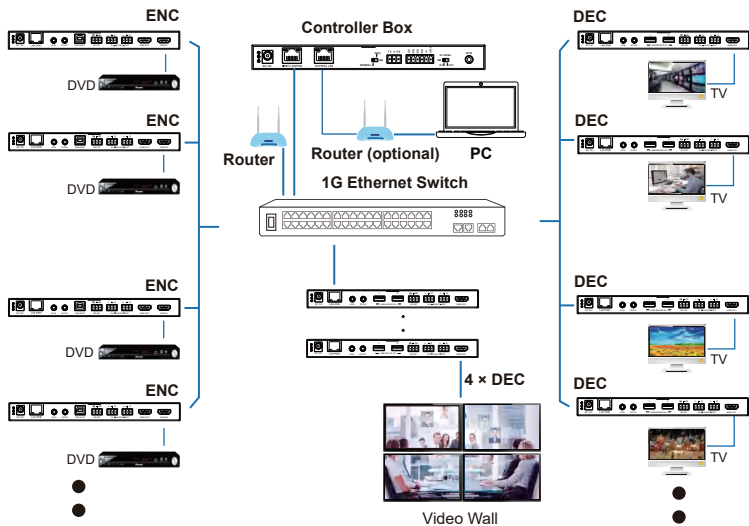 ENC
DVD
ENC
DVD
ENC
DVD
ENC
DVD
Controller Box
Router
Router (optional)
PC
1G Ethernet Switch
4 × DEC
Video Wall
DEC
TV
DEC
TV
DEC
TV
DEC
TV